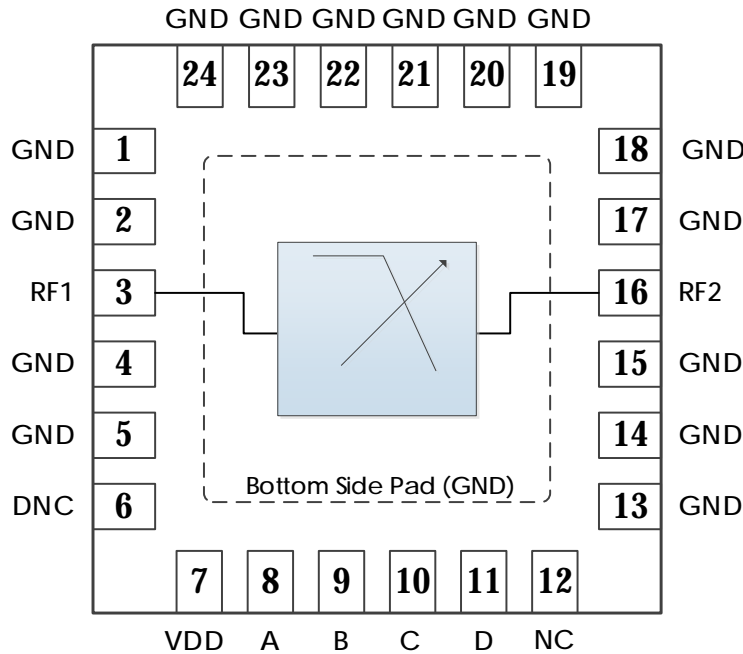 GND GND GND GND GND GND
24 23 22 21 20 19
GND 1 18 GND
GND 2 17 GND
RF1 3 16 RF2
GND 4 15 GND
GND 5 14 GND
Bottom Side Pad (GND)
DNC 6 13 GND
7 8 9 10 11 12
VDD A B C D NC